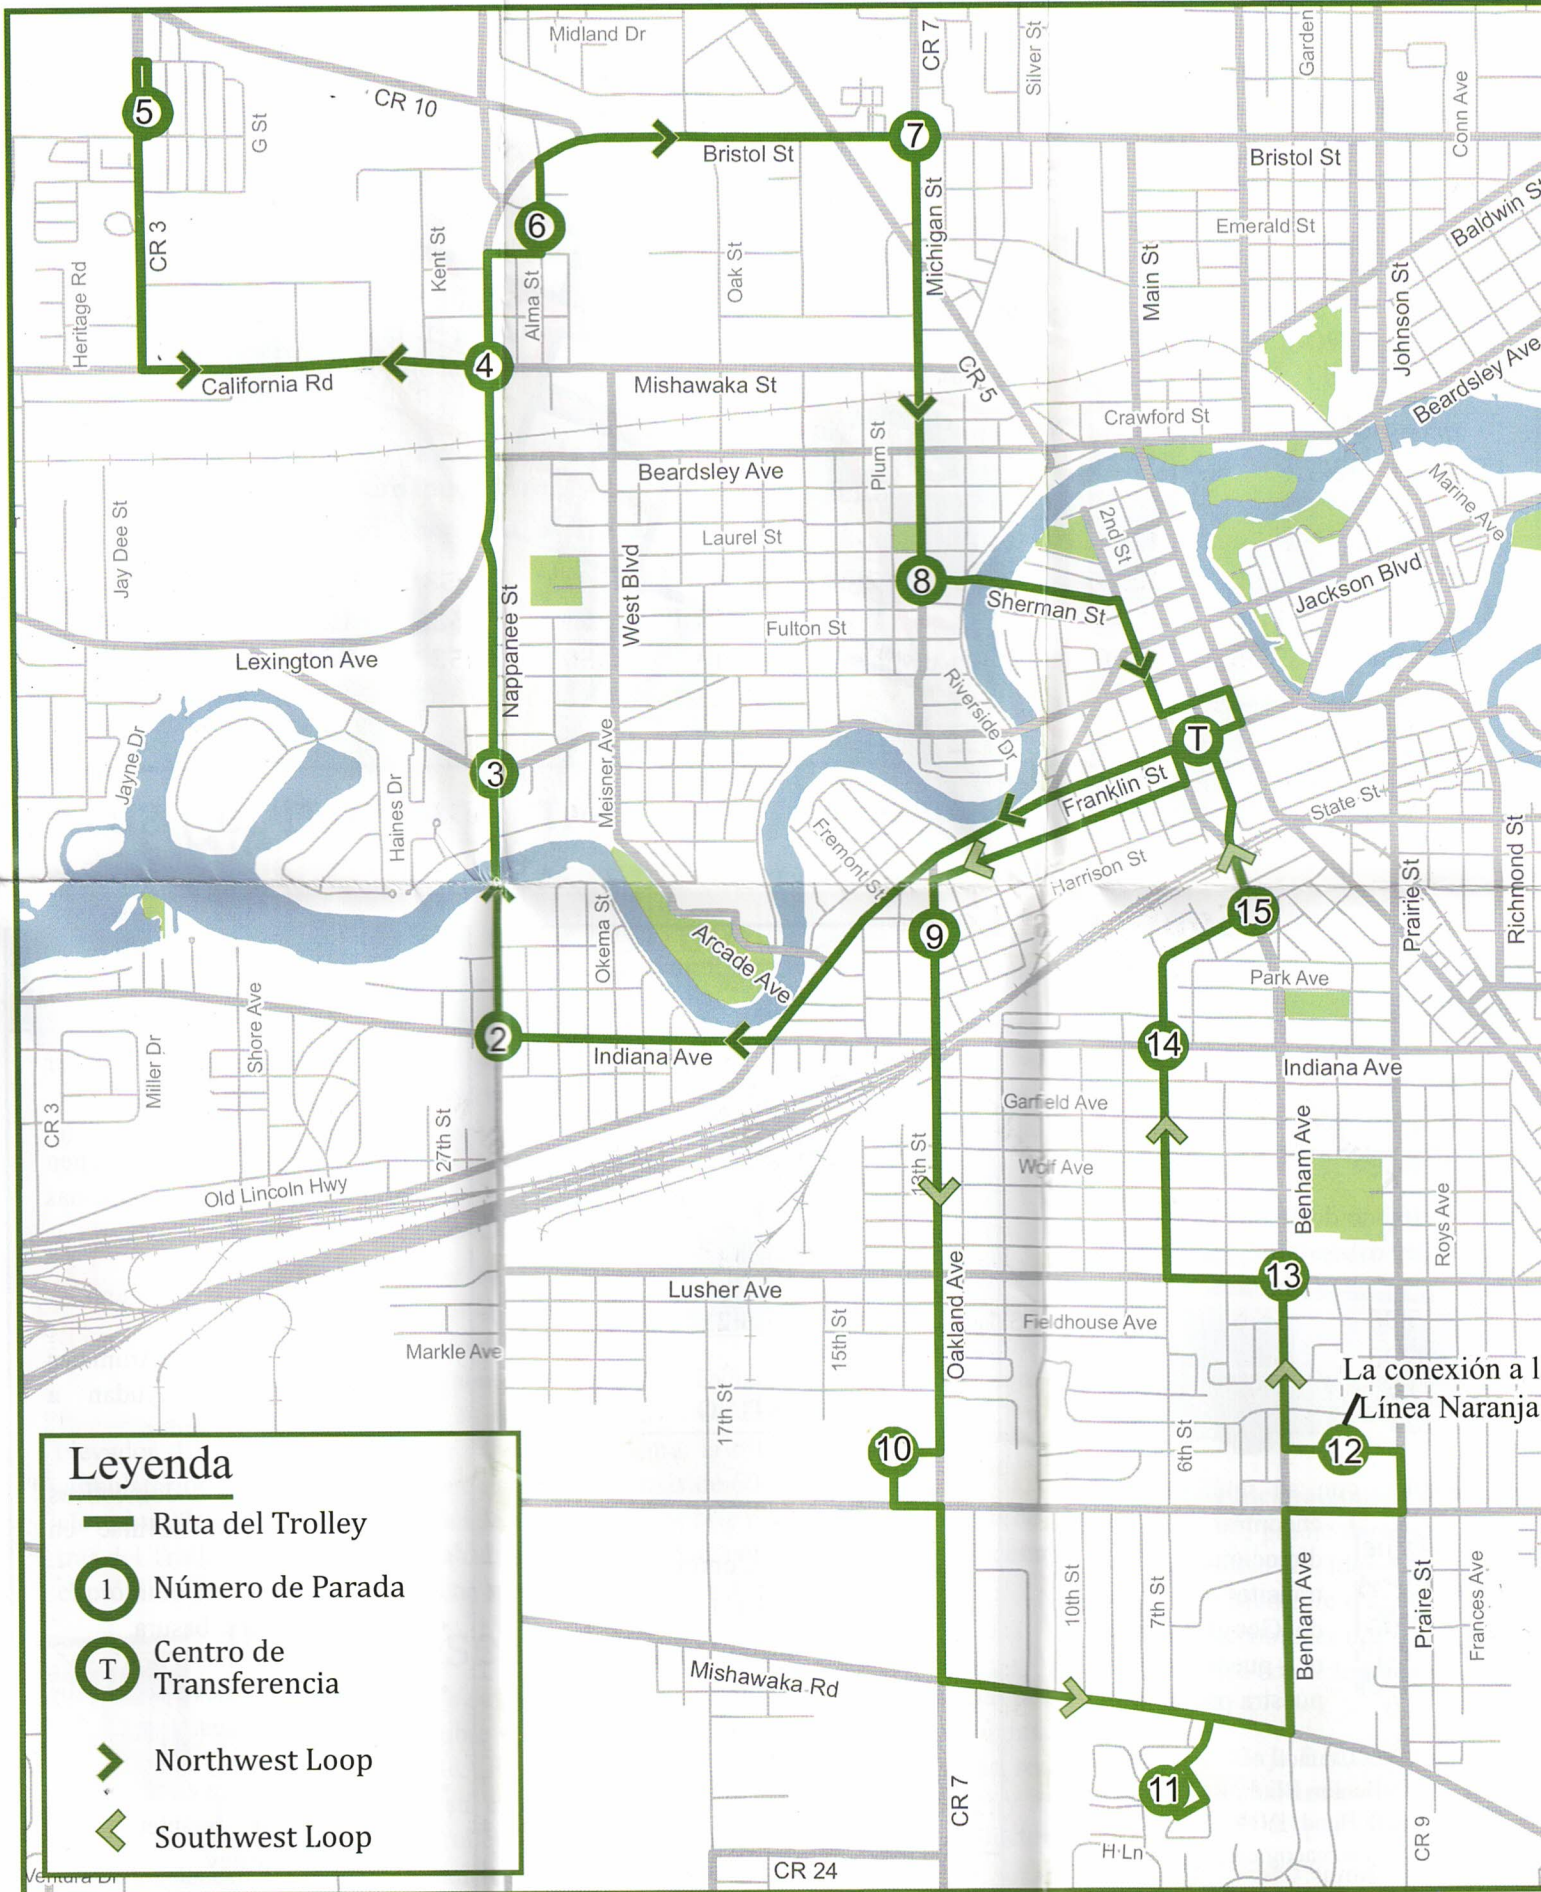 Midland Dr
CR 7
Silver St
Garden
Conn Ave
5
CR 10
G St
7
Bristol St
Bristol St
6
Michigan St
Emerald St
Baldwin S
CR 3
Heritage Rd
Kent St
Alma St
Oak St
Main St
Johnson St
4
California Rd
Mishawaka St
CR 5
Beardsley Ave
Crawford St
Plum St
Beardsley Ave
Jay Dee St
Laurel St
2nd St
Marine Ave
Nappanee St
West Blvd
8
Sherman St
Jackson Blvd
Fulton St
Lexington Ave
Riverside Dr
Jayne Dr
3
Meisner Ave
T
Franklin St
Haines Dr
State St
Fremont St
Harrison St
Prairie St
Richmond St
Okema St
Arcade Ave
9
15
Park Ave
Shore Ave
2
14
Indiana Ave
Indiana Ave
Miller Dr
CR 3
27th St
Garfield Ave
Wolf Ave
13th St
Benham Ave
Roys Ave
Old Lincoln Hwy
13
Lusher Ave
Oakland Ave
Fieldhouse Ave
15th St
Markle Ave
La conexión a l
Línea Naranja
17th St
6th St
10
12
Leyenda
Ruta del Trolley
1
Número de Parada
T
Centro de
Transferencia
Northwest Loop
Southwest Loop
10th St
7th St
Benham Ave
Praire St
Frances Ave
Mishawaka Rd
11
CR 7
CR 9
H Ln
CR 24
Ventura Dr